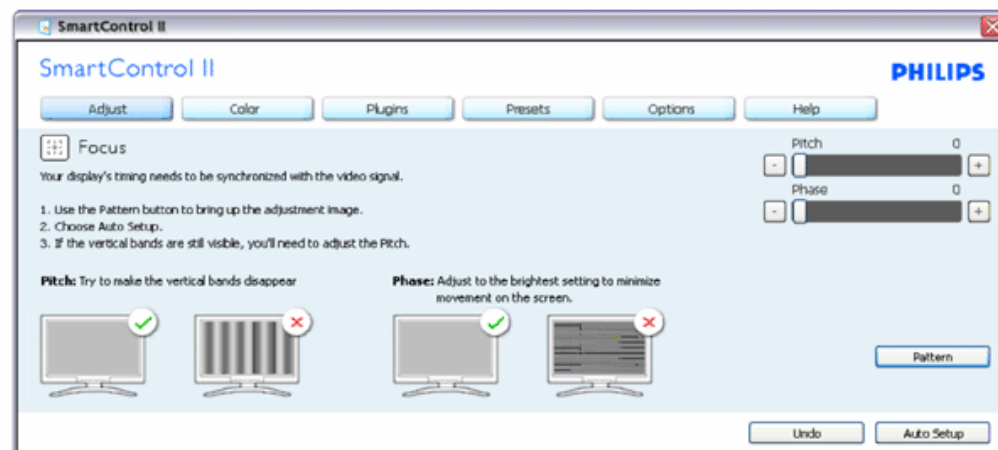 SmartControl II
SmartControl II
PHILIPS
Adjust Color Plugins Presets Options Help
Focus
Your display's timing needs to be synchronized with the video signal.
1. Use the Pattern button to bring up the adjustment image.
2. Choose Auto Setup.
3. If the vertical bands are still visible, you'll need to adjust the Pitch.
Pitch 0
- +
Phase 0
- +
Pitch: Try to make the vertical bands disappear
Phase: Adjust to the brightest setting to minimize
movement on the screen.
Pattern
Undo Auto Setup